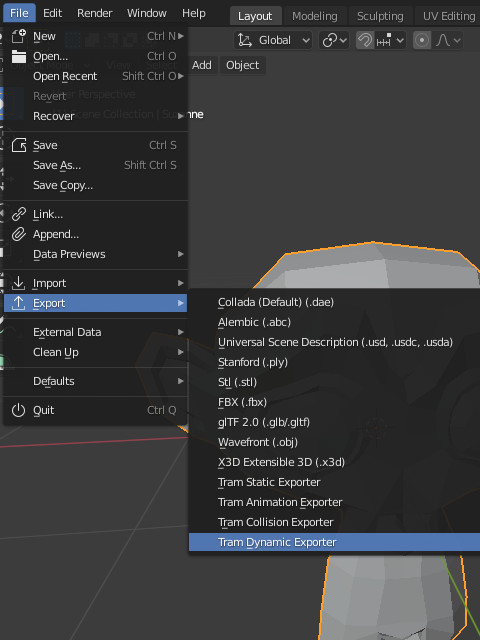 File Edit Render Window Help Layout Modeling Sculpting UV Editing
New Ctrl N
Global
Open... Ctrl O
Add Object
Open Recent Shift Ctrl O
Revert
Perspective
Recover
Scene Collection | Suzanne
Save Ctrl S
Save As... Shift Ctrl S
Save Copy...
Link...
Append...
Data Previews
Import
Export
External Data
Clean Up
Defaults
Quit Ctrl Q
Collada (Default) (.dae)
Alembic (.abc)
Universal Scene Description (.usd, .usdc, .usda)
Stanford (.ply)
Stl (.stl)
FBX (.fbx)
glTF 2.0 (.glb/.gltf)
Wavefront (.obj)
X3D Extensible 3D (.x3d)
Tram Static Exporter
Tram Animation Exporter
Tram Collision Exporter
Tram Dynamic Exporter